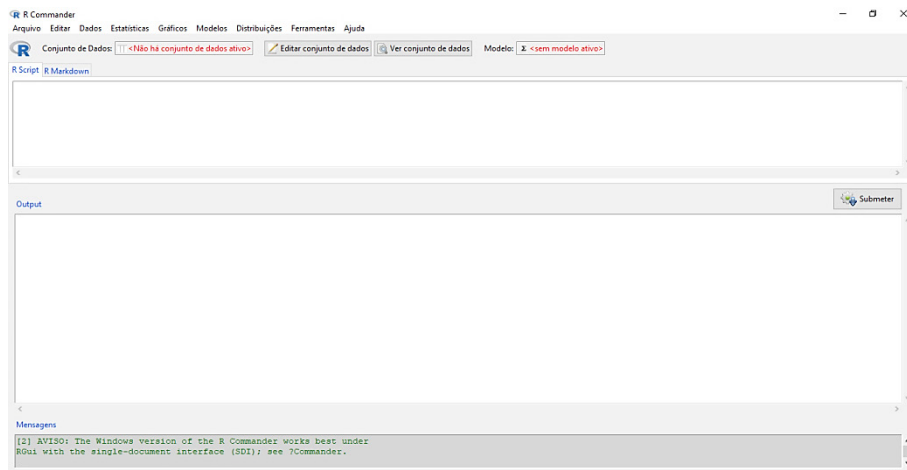 R Commander
Arquivo Editar Dados Estatísticas Gráficos Modelos Distribuições Ferramentas Ajuda
R Conjunto de Dados: <Não há conjunto de dados ativo> Editar conjunto de dados Ver conjunto de dados Modelo: Σ <sem modelo ativo>
R Script R Markdown
Output Submeter
Mensagens
[2] AVISO: The Windows version of the R Commander works best under
RGui with the single-document interface (SDI); see ?Commander.